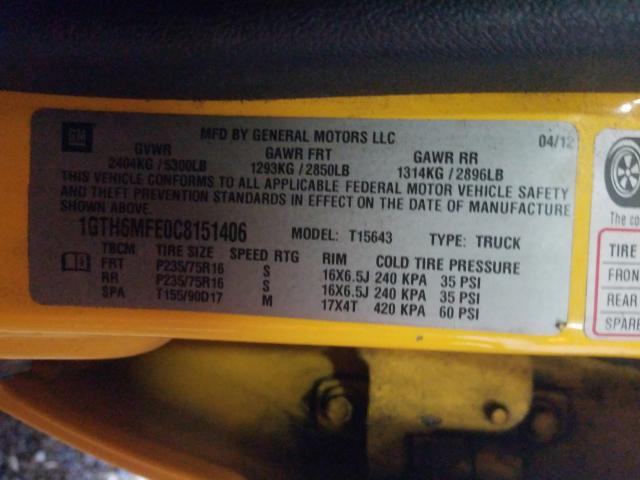 GM
MFD BY GENERAL MOTORS LLC 04/12
GVWR GAWR FRT GAWR RR
2404KG / 5300LB 1293KG / 2850LB 1314KG / 2896LB
THIS VEHICLE CONFORMS TO ALL APPLICABLE FEDERAL MOTOR VEHICLE SAFETY
AND THEFT PREVENTION STANDARDS IN EFFECT ON THE DATE OF MANUFACTURE
SHOWN ABOVE.
1GTH6MFE0C8151406 MODEL: T15643 TYPE: TRUCK
TBCM TIRE SIZE SPEED RTG RIM COLD TIRE PRESSURE
FRT P235/75R16 S 16X6.5J 240 KPA 35 PSI
RR P235/75R16 S 16X6.5J 240 KPA 35 PSI
SPA T155/90D17 M 17X4T 420 KPA 60 PSI
The co
TIRE
FRON
REAR
SPARE